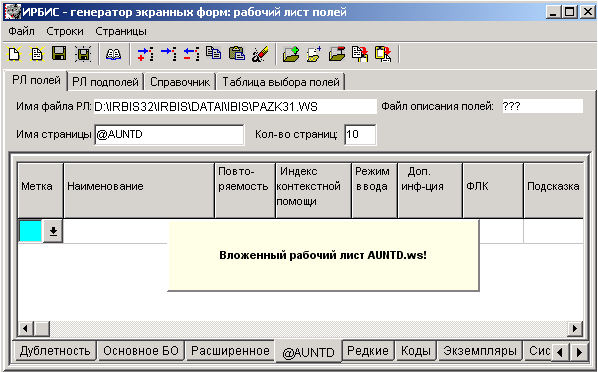 ИРБИС - генератор экранных форм: рабочий лист полей
Файл Строки Страницы
РЛ полей РЛ подполей Справочник Таблица выбора полей
Имя файла РЛ: D:\IRBIS32\IRBIS\DATAI\IBIS\PAZK31.WS Файл описания полей: ???
Имя страницы @AUNTD Кол-во страниц: 10
Метка Наименование Повто-ряемость Индекс контекстной помощи Режим ввода Доп. инф-ция ФЛК Подсказка
Вложенный рабочий лист AUNTD.ws!
Дублетность Основное БО Расширенное @AUNTD Редкие Коды Экземпляры Сис